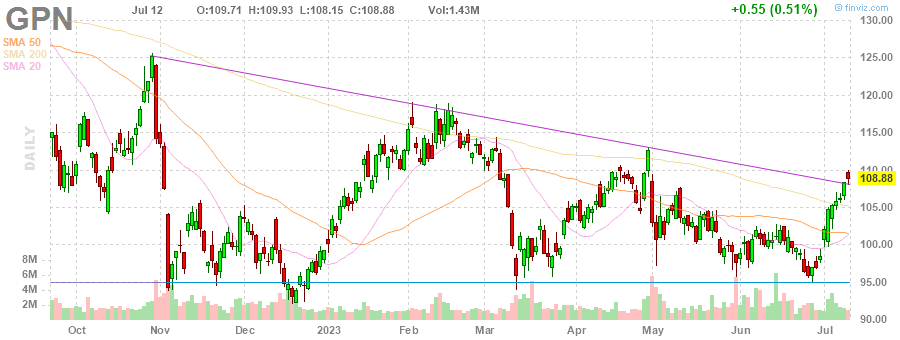 GPN Jul 12 O:109.71 H:109.93 L:108.15 C:108.88 Vol:1.43M +0.55 (0.51%) © finviz.com
SMA 50
SMA 200
SMA 20
DAILY
130.00
125.00
120.00
115.00
110.00
108.88
105.00
100.00
95.00
90.00
8M
6M
4M
2M
Oct Nov Dec 2023 Feb Mar Apr May Jun Jul